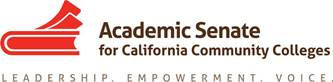 Academic Senate
for California Community Colleges
LEADERSHIP. EMPOWERMENT. VOICE.